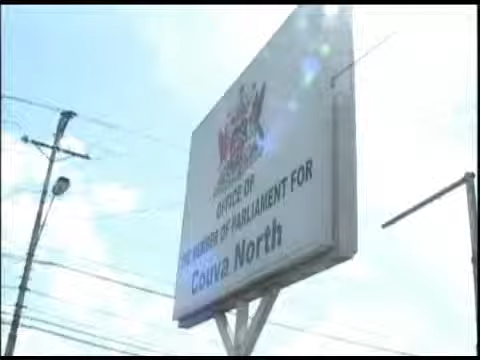 OFFICE OF
THE MEMBER OF PARLIAMENT FOR
Couva North